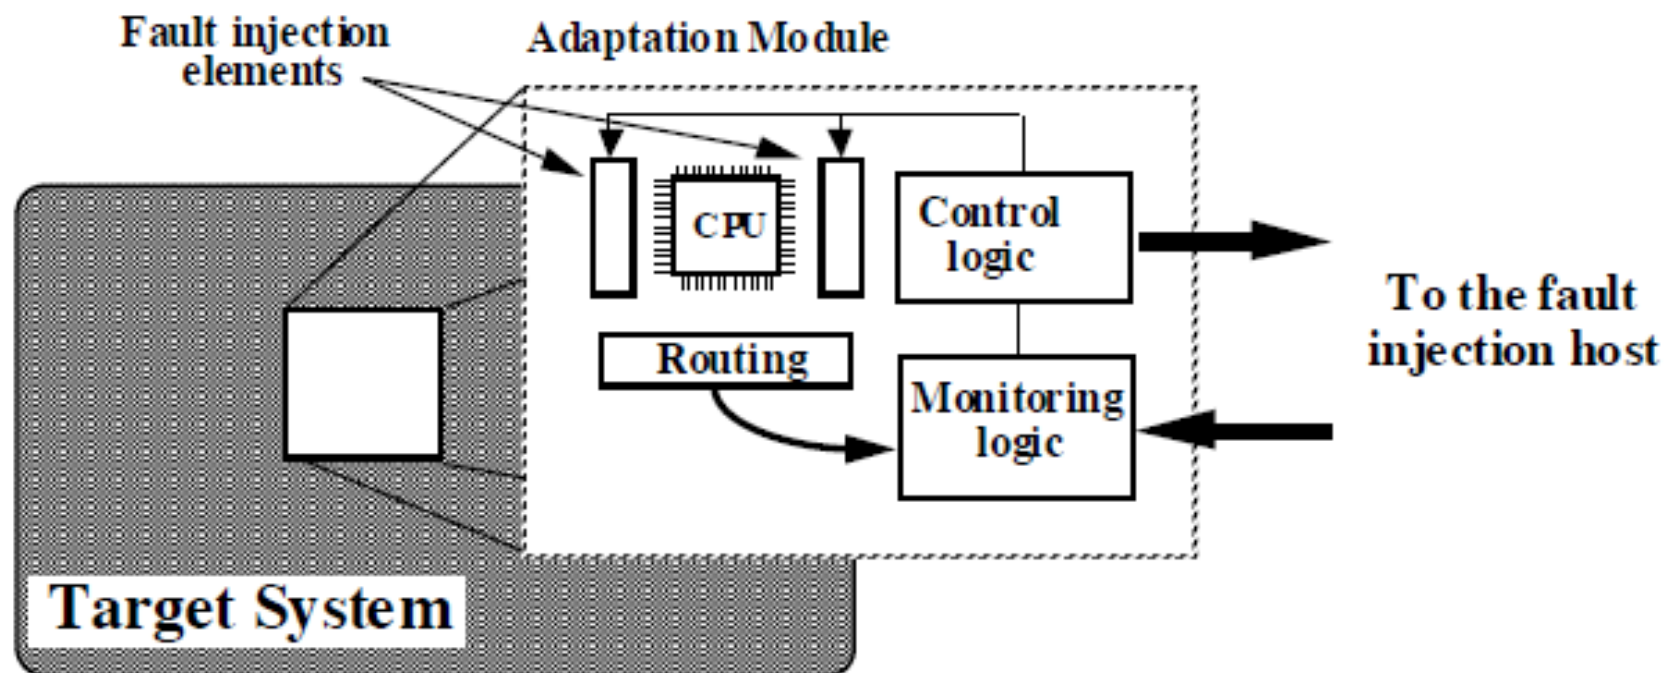 Fault injection
elements
Adaptation Module
CPU
Control
logic
To the fault
injection host
Routing
Monitoring
logic
Target System